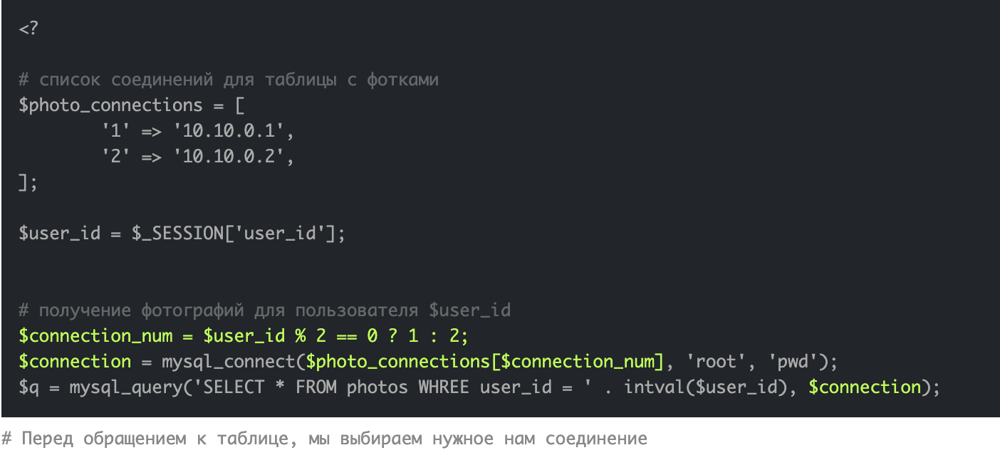 <?
# список соединений для таблицы с фотками
$photo_connections = [
'1' => '10.10.0.1',
'2' => '10.10.0.2',
];
$user_id = $_SESSION['user_id'];
# получение фотографий для пользователя $user_id
$connection_num = $user_id % 2 == 0 ? 1 : 2;
$connection = mysql_connect($photo_connections[$connection_num], 'root', 'pwd');
$q = mysql_query('SELECT * FROM photos WHREE user_id = ' . intval($user_id), $connection);
# Перед обращением к таблице, мы выбираем нужное нам соединение